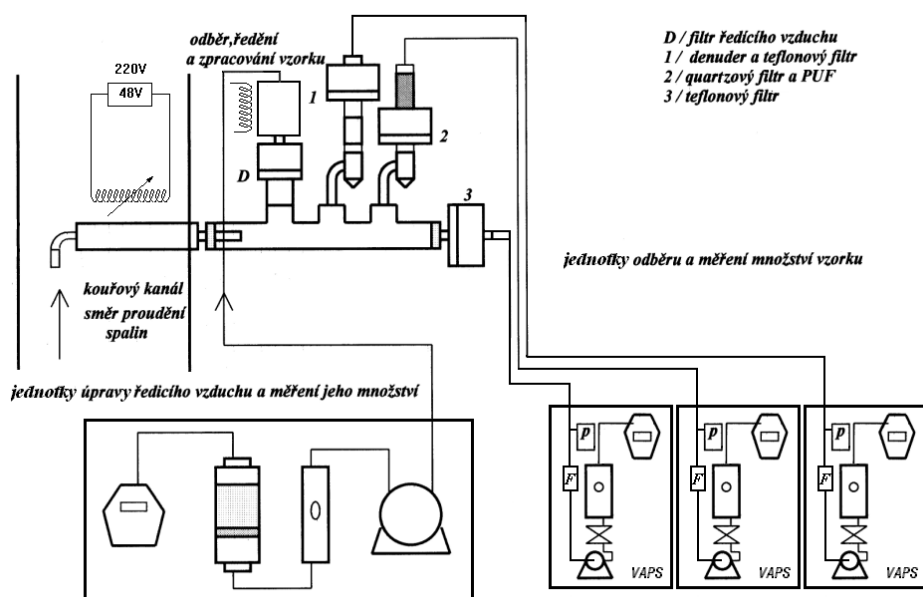 odběr,ředění
a zpracování vzorku
D / filtr ředícího vzduchu
1 / denuder a teflonový filtr
2 / quartzový filtr a PUF
3 / teflonový filtr
220V
48V
1
2
D
3
jednotky odběru a měření množství vzorku
kouřový kanál
směr proudění
spalin
jednotky úpravy ředicího vzduchu a měření jeho množství
p
p
p
F
F
F
VAPS
VAPS
VAPS